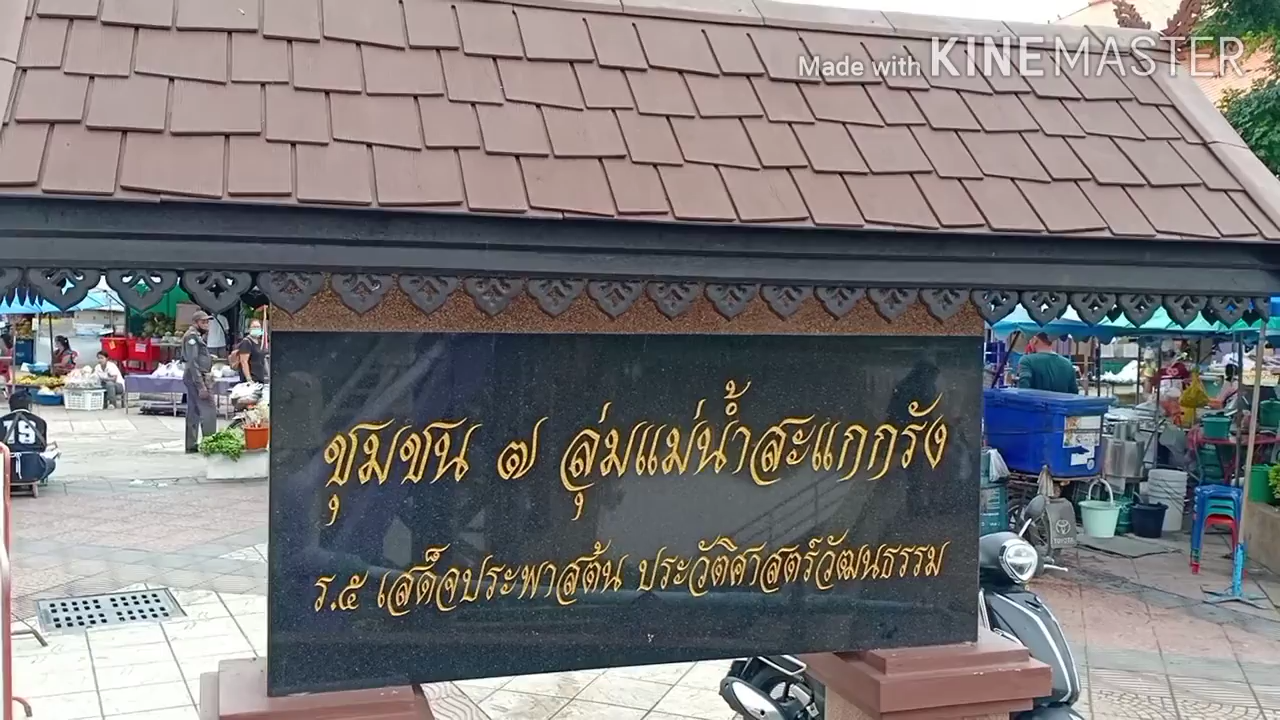 Made with KINEMASTER
ชุมชน ๗ ลุ่มแม่น้ำสะแกกรัง
ร.๕ เสด็จประพาสต้น ประวัติศาสตร์วัฒนธรรม
79
TOYOTA